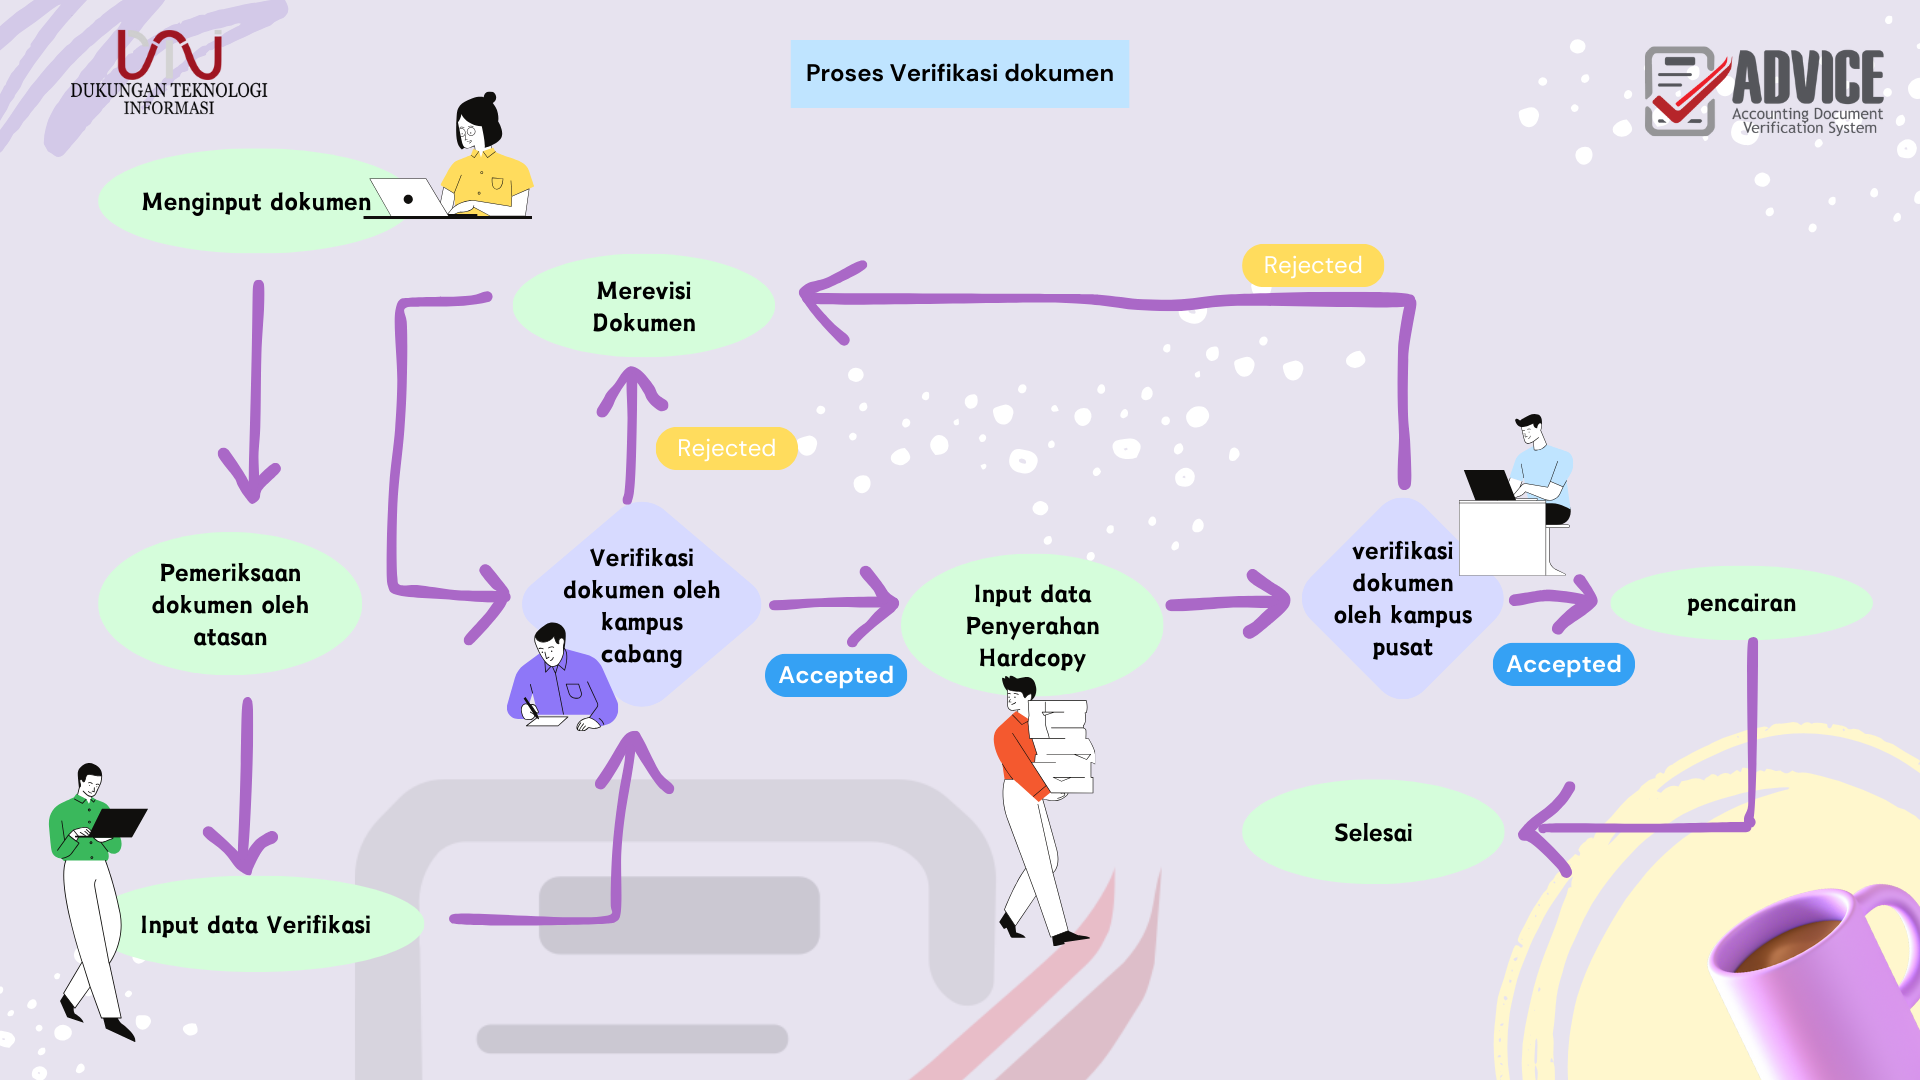 DUKUNGAN TEKNOLOGI
INFORMASI
Proses Verifikasi dokumen
ADVICE
Accounting Document
Verification System
Menginput dokumen
Merevisi
Dokumen
Rejected
Rejected
Pemeriksaan
dokumen oleh
atasan
Verifikasi
dokumen oleh
kampus
cabang
Accepted
Input data
Penyerahan
Hardcopy
verifikasi
dokumen
oleh kampus
pusat
Accepted
pencairan
Selesai
Input data Verifikasi